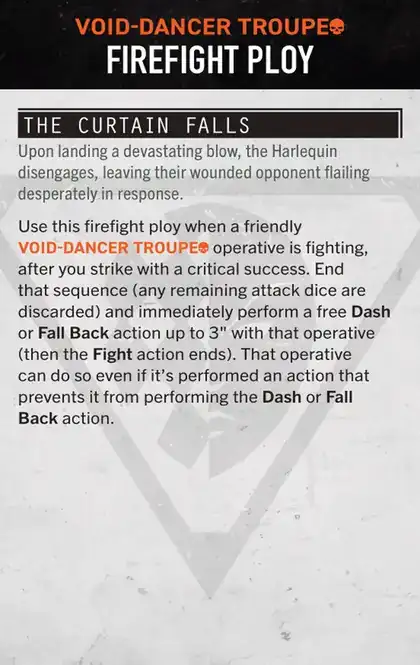 VOID-DANCER TROUPE
FIREFIGHT PLOY
THE CURTAIN FALLS
Upon landing a devastating blow, the Harlequin
disengages, leaving their wounded opponent flailing
desperately in response.
Use this firefight ploy when a friendly
VOID-DANCER TROUPE operative is fighting,
after you strike with a critical success. End
that sequence (any remaining attack dice are
discarded) and immediately perform a free Dash
or Fall Back action up to 3" with that operative
(then the Fight action ends). That operative
can do so even if it’s performed an action that
prevents it from performing the Dash or Fall
Back action.